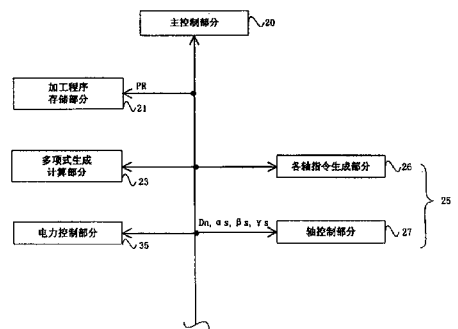 主控制部分
20
加工程序
存储部分
PR
21
多项式生成
计算部分
23
各轴指令生成部分
26
25
电力控制部分
35
Dn, αs, βs, γs
轴控制部分
27